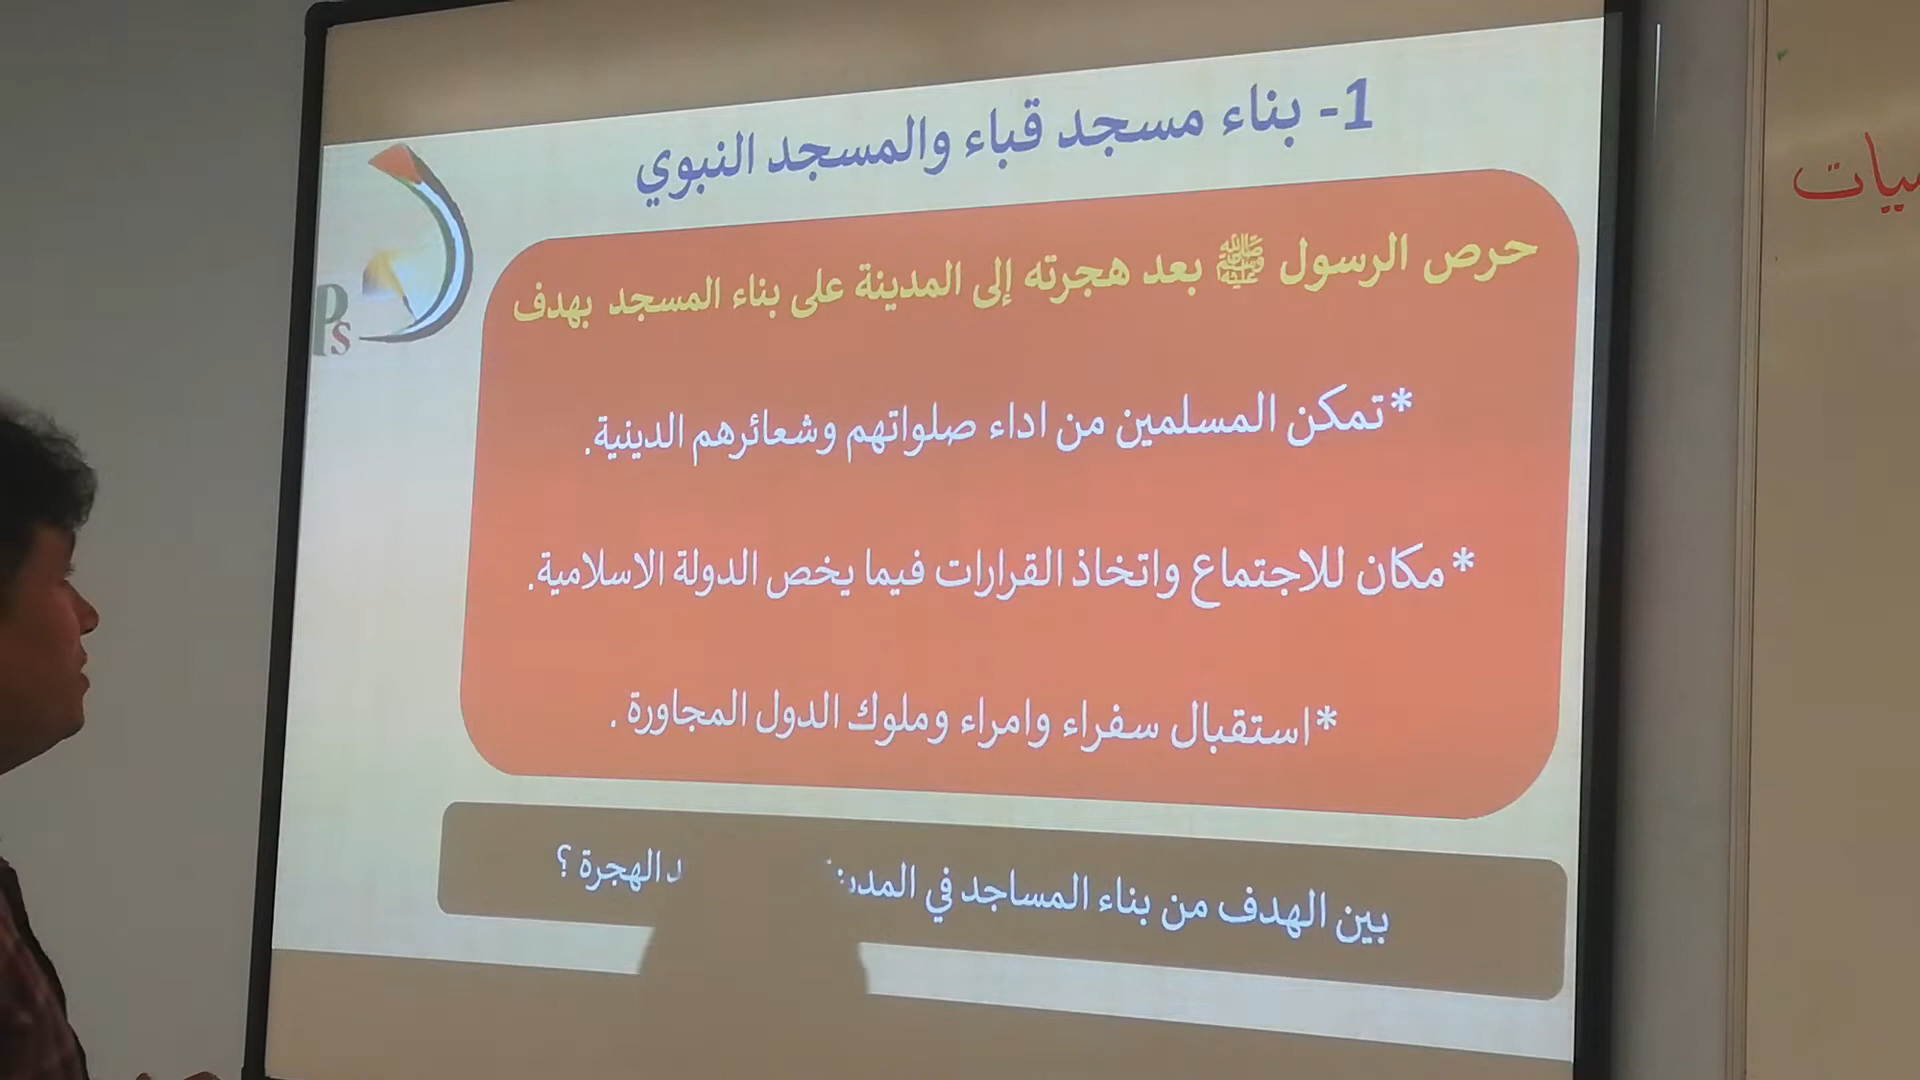 1- بناء مسجد قباء والمسجد النبوي
حرص الرسول ﷺ بعد هجرته إلى المدينة على بناء المسجد بهدف
*تمكن المسلمين من اداء صلواتهم وشعائرهم الدينية.
*مكان للاجتماع واتخاذ القرارات فيما يخص الدولة الاسلامية.
*استقبال سفراء وامراء وملوك الدول المجاورة .
بين الهدف من بناء المساجد في الهجرة ؟
Ps